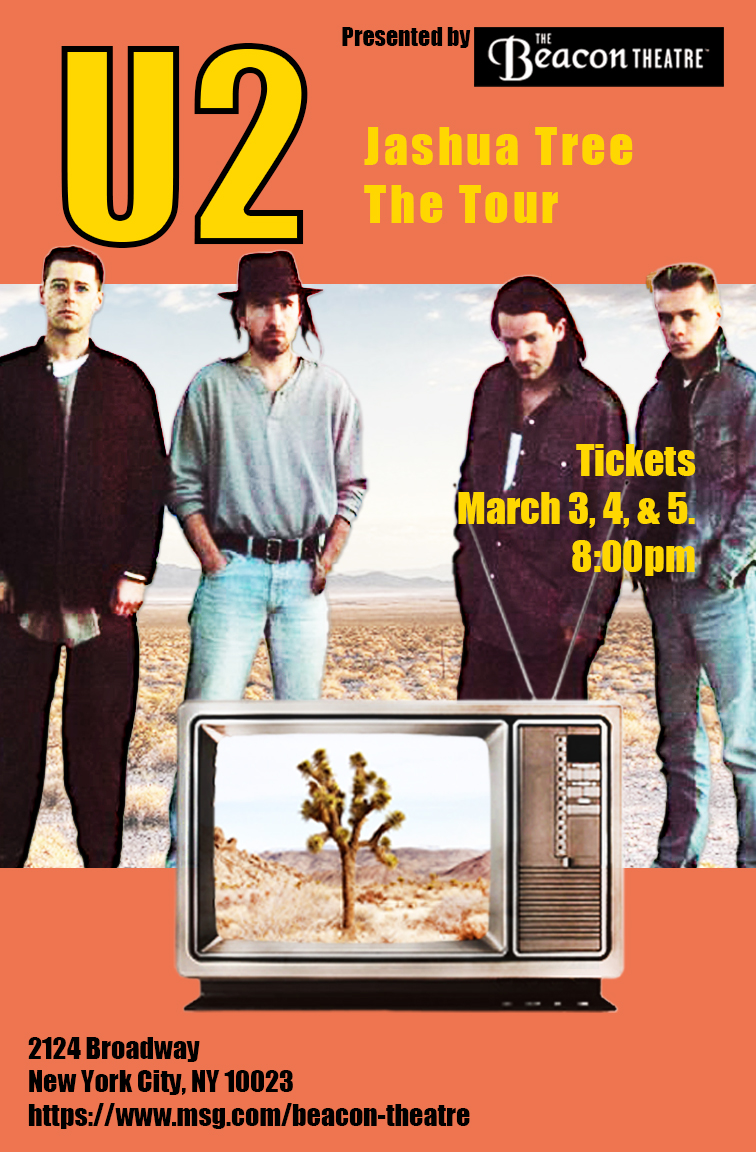 U2
Presented by
THE
Beacon THEATRE™
Jashua Tree
The Tour
Tickets
March 3, 4, & 5.
8:00pm
2124 Broadway
New York City, NY 10023
https://www.msg.com/beacon-theatre